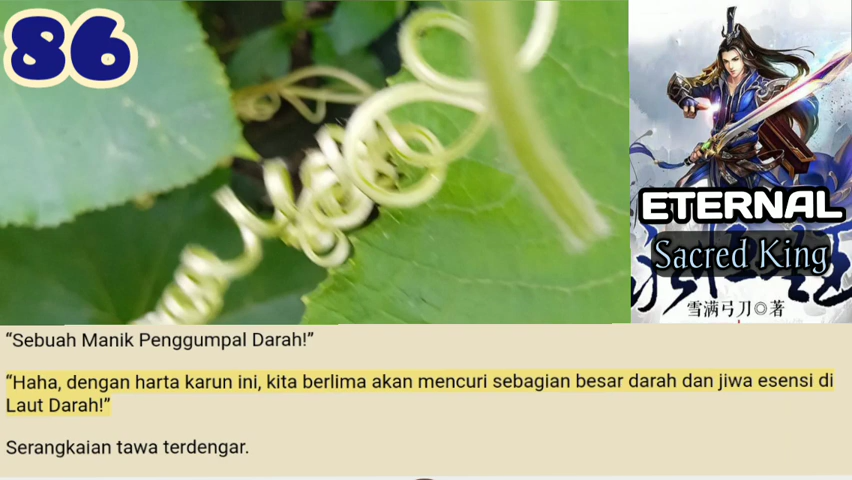 86
ETERNAL
Sacred King
雪满弓刀◎著
“Sebuah Manik Penggumpal Darah!”
“Haha, dengan harta karun ini, kita berlima akan mencuri sebagian besar darah dan jiwa esensi di
Laut Darah!”
Serangkaian tawa terdengar.